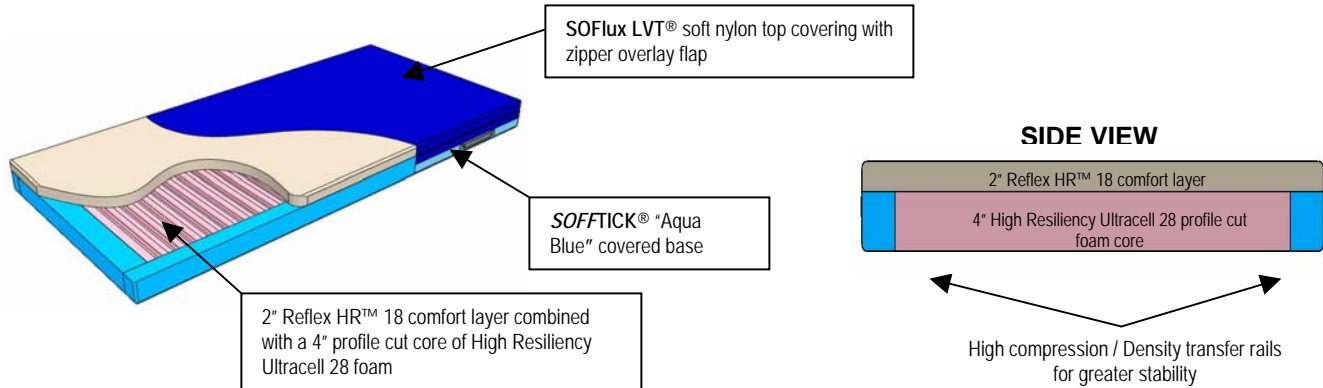 SOFlux LVT® soft nylon top covering with
zipper overlay flap
SOFFTICK® “Aqua
Blue” covered base
2” Reflex HR™ 18 comfort layer combined
with a 4” profile cut core of High Resiliency
Ultracell 28 foam
SIDE VIEW
2” Reflex HR™ 18 comfort layer
4” High Resiliency Ultracell 28 profile cut
foam core
High compression / Density transfer rails
for greater stability